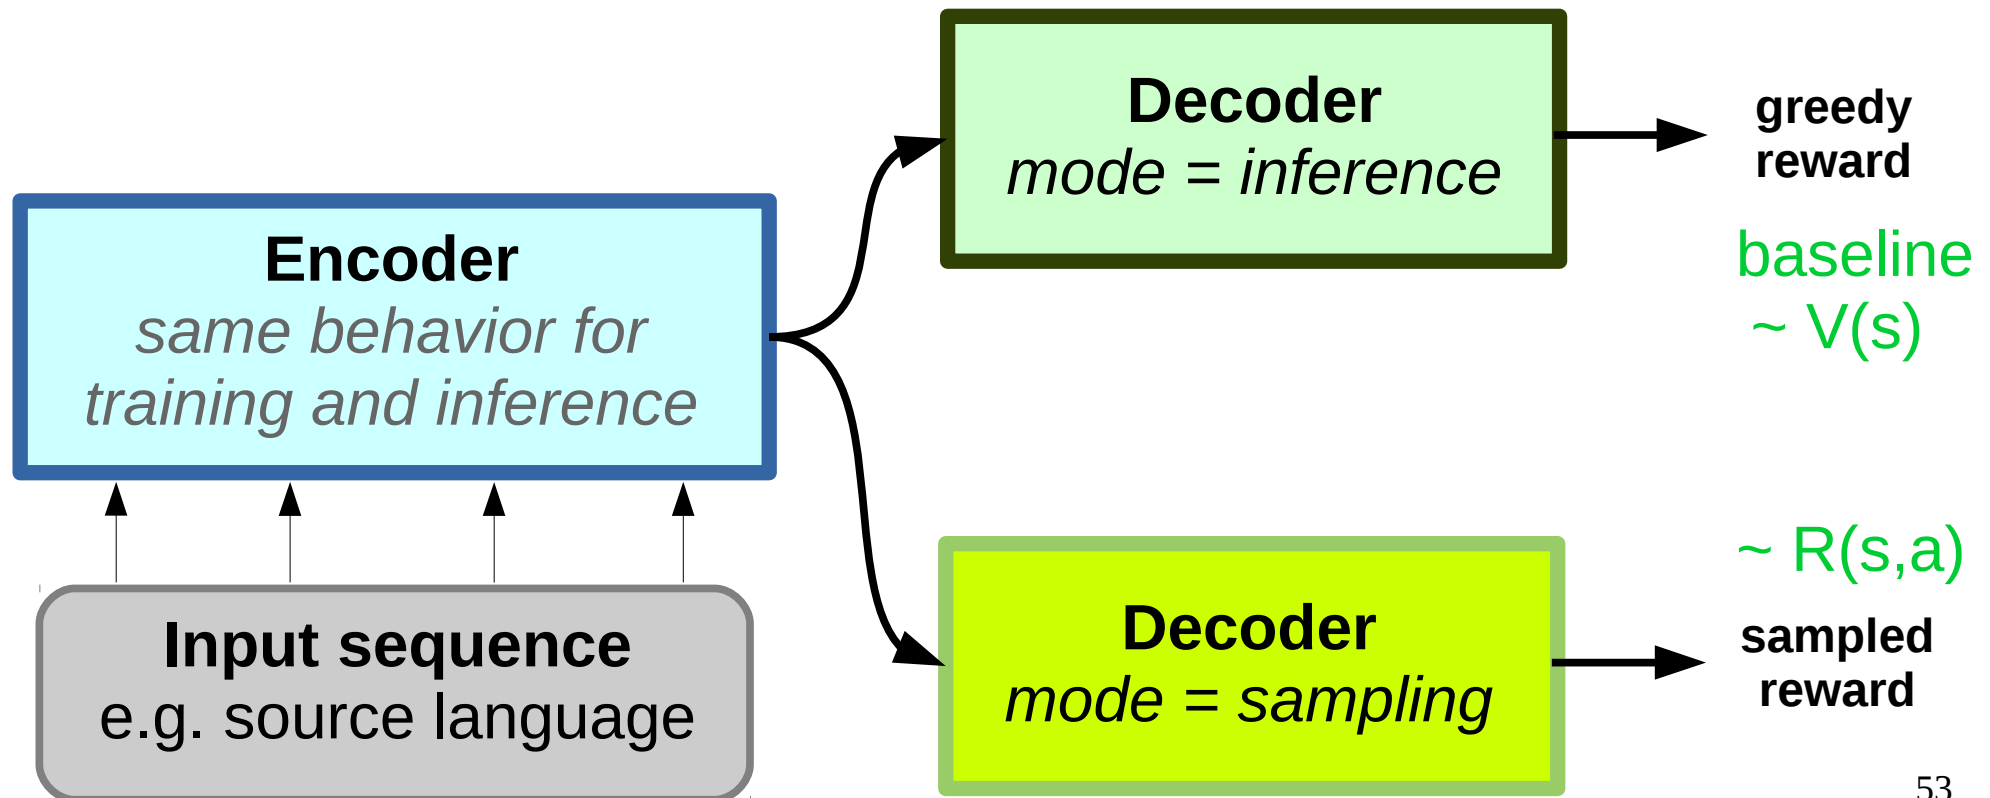 Decoder
mode = inference
greedy
reward
baseline
~ V(s)
Encoder
same behavior for
training and inference
Input sequence
e.g. source language
Decoder
mode = sampling
~ R(s,a)
sampled
reward
53